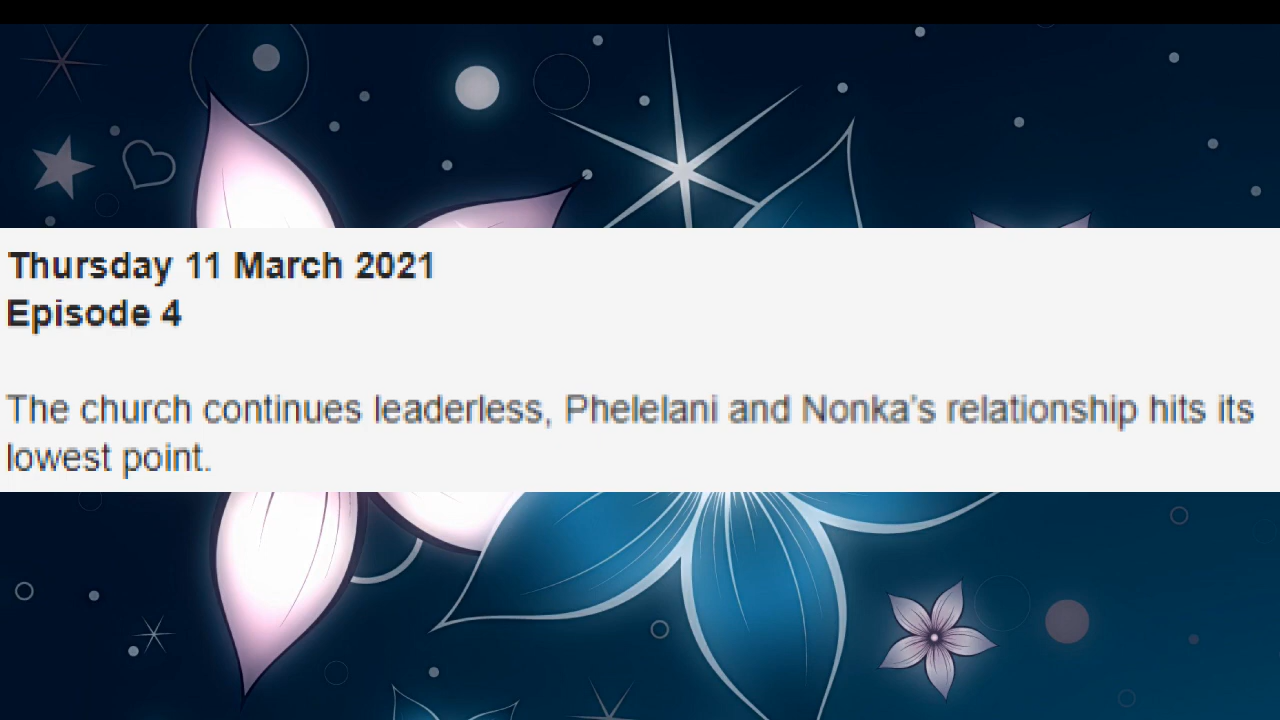 Thursday 11 March 2021
Episode 4
The church continues leaderless, Phelelani and Nonka's relationship hits its
lowest point.